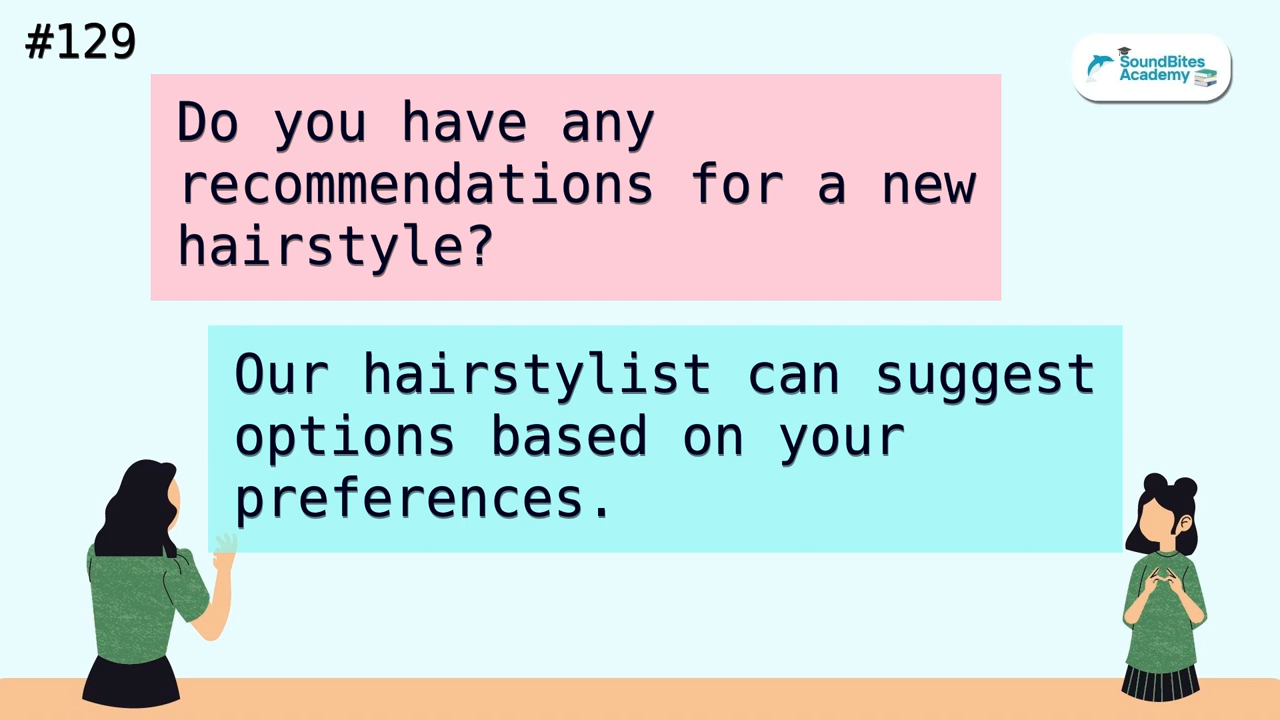 #129
SoundBites
Academy
Do you have any
recommendations for a new
hairstyle?
Our hairstylist can suggest
options based on your
preferences.